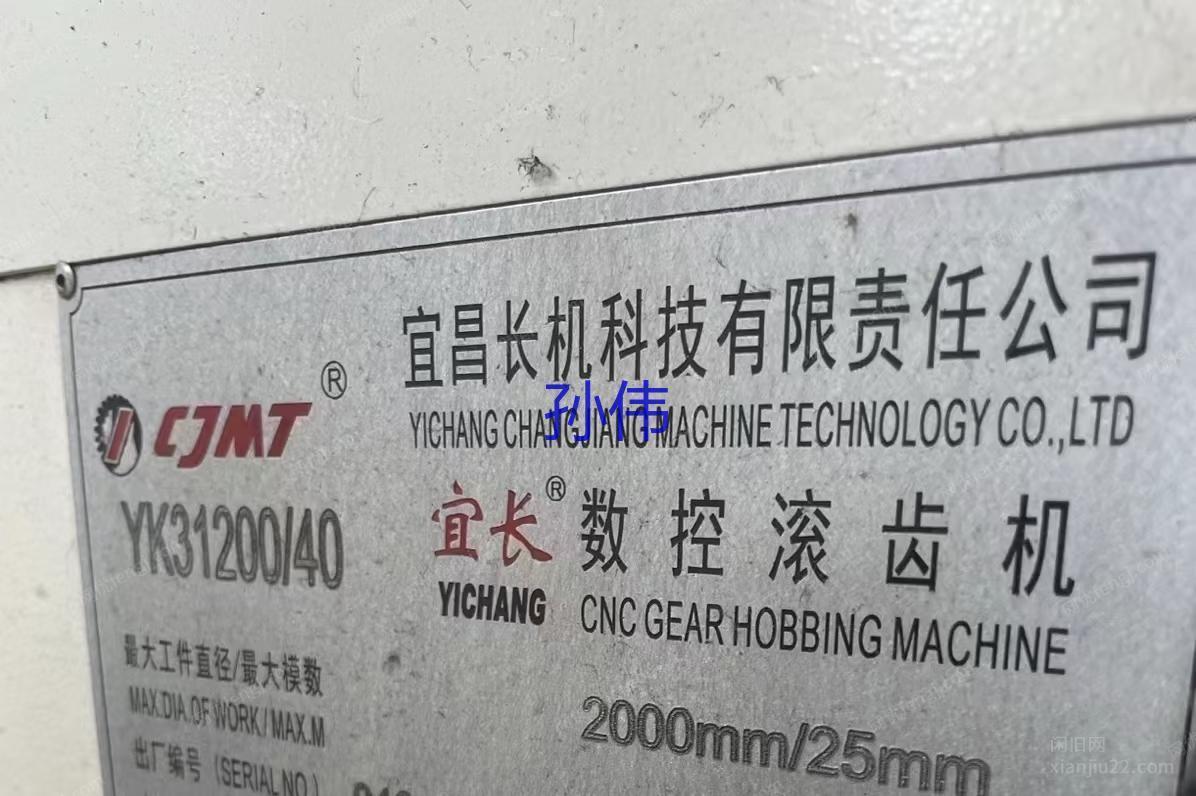 宜昌长机科技有限责任公司
CJMT®
孙伟
YICHANG CHANGJIANG MACHINE TECHNOLOGY CO.,LTD
YK31200/40
宜长® 数控滚齿机
YICHANG CNC GEAR HOBBING MACHINE
最大工件直径/最大模数
MAX.DIA.OF WORK/MAX.M
2000mm/25mm
出厂编号 (SERIAL NO.)
闲旧网
xianjiu22.com